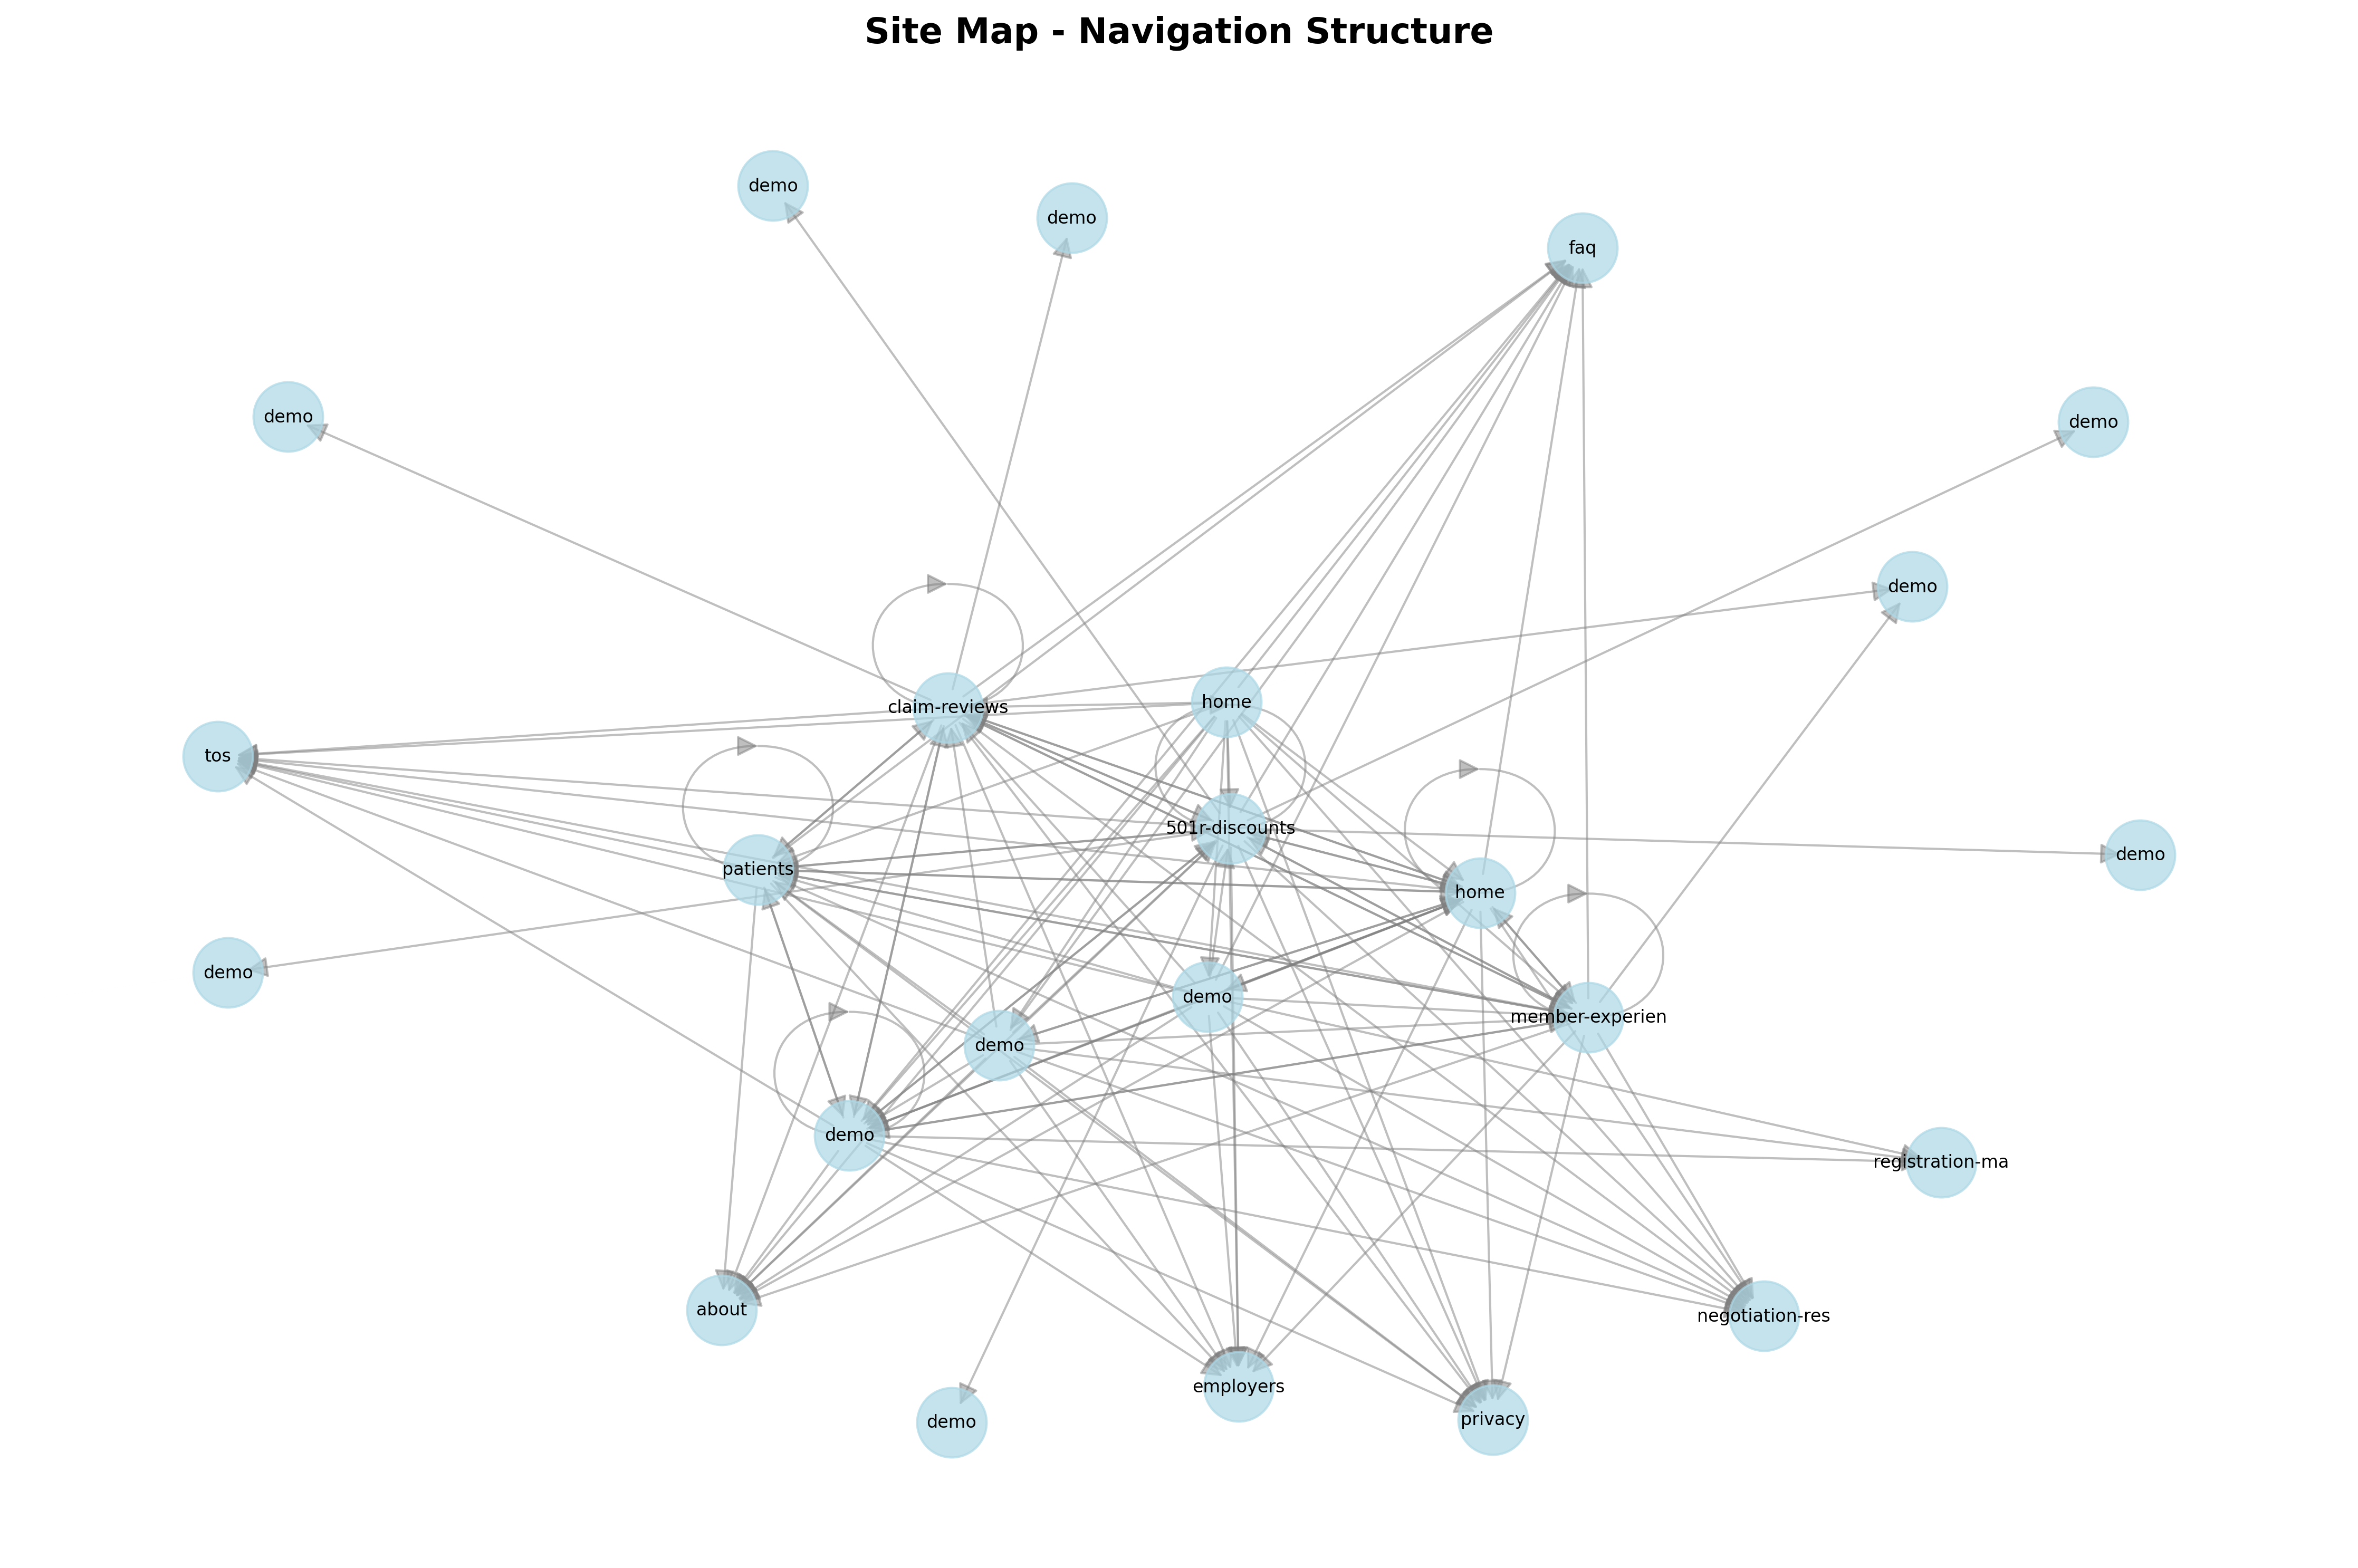 Site Map - Navigation Structure
demo
demo
faq
demo
demo
demo
claim-reviews
home
tos
501r-discounts
demo
patients
home
demo
demo
member-experien
demo
demo
registration-ma
about
negotiation-res
employers
demo
privacy